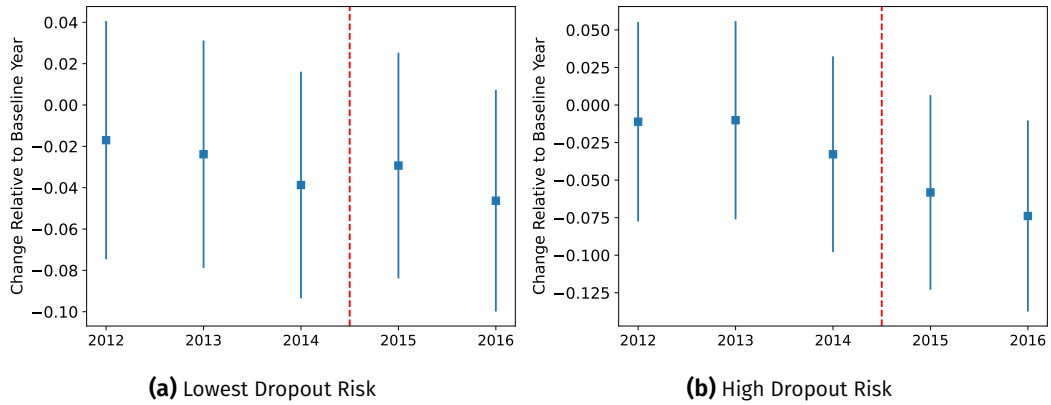 Change Relative to Baseline Year
0.04
0.02
0.00
−0.02
−0.04
−0.06
−0.08
−0.10
2012 2013 2014 2015 2016
(a) Lowest Dropout Risk
Change Relative to Baseline Year
0.050
0.025
0.000
−0.025
−0.050
−0.075
−0.100
−0.125
2012 2013 2014 2015 2016
(b) High Dropout Risk